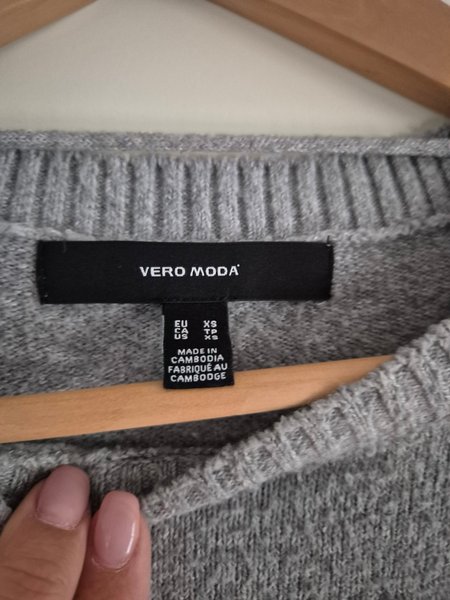 VERO MODA
EU XS
CA TP
US XS
MADE IN
CAMBODIA
FABRIQUÉ AU
CAMBODGE